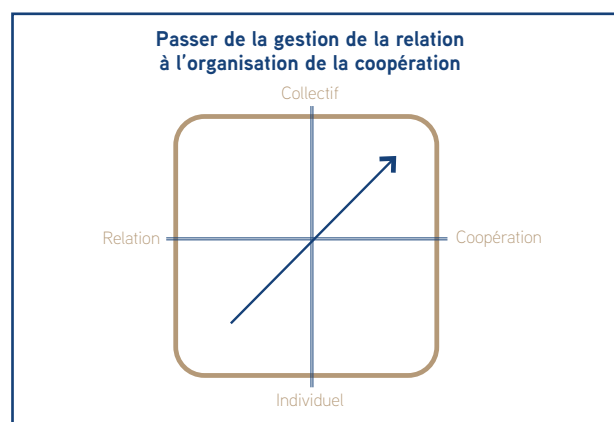 Passer de la gestion de la relation
à l’organisation de la coopération
Collectif
Relation
Coopération
Individuel